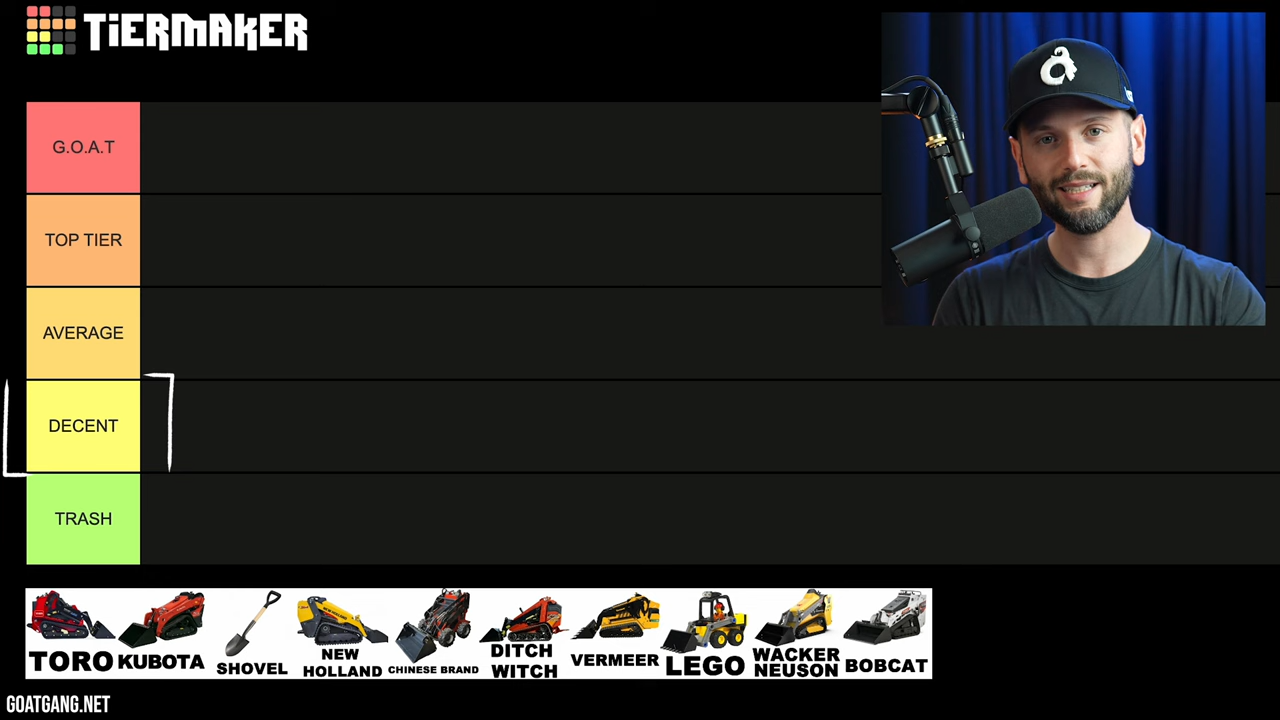 TiERMAKER
G.O.A.T
TOP TIER
AVERAGE
DECENT
TRASH
TORO
KUBOTA
SHOVEL
NEW
HOLLAND
CHINESE BRAND
DITCH
WITCH
VERMEER
LEGO
WACKER
NEUSON
BOBCAT
GOATGANG.NET